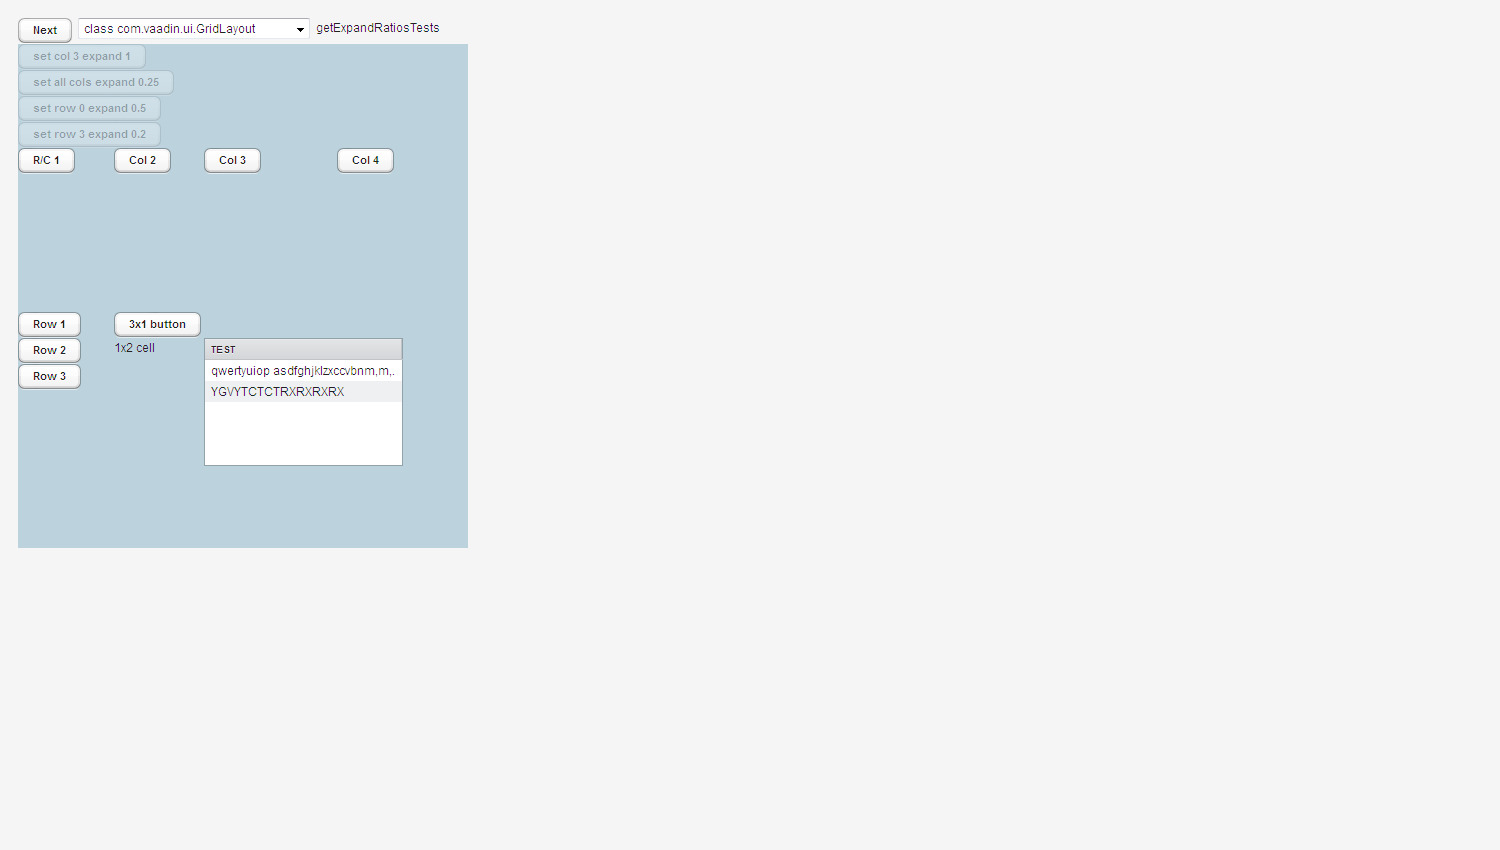 Next class com.vaadin.ui.GridLayout getExpandRatiosTests
set col 3 expand 1
set all cols expand 0.25
set row 0 expand 0.5
set row 3 expand 0.2
R/C 1 Col 2 Col 3 Col 4
Row 1 3x1 button
Row 2 1x2 cell TEST
qwertyuiop asdfghjklzxccvbnm,m,.
Row 3
YGVYTCTCTRXRXRXRX